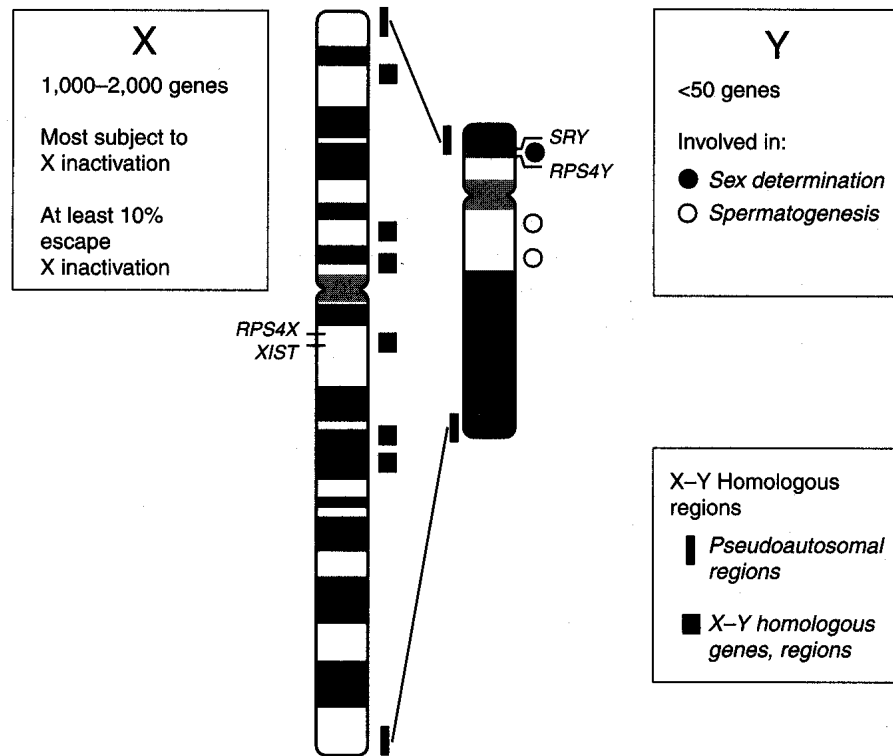 X
1,000–2,000 genes
Most subject to
X inactivation
At least 10%
escape
X inactivation
RPS4X
XIST
SRY
RPS4Y
Y
<50 genes
Involved in:
Sex determination
Spermatogenesis
X–Y Homologous
regions
Pseudoautosomal
regions
X–Y homologous
genes, regions